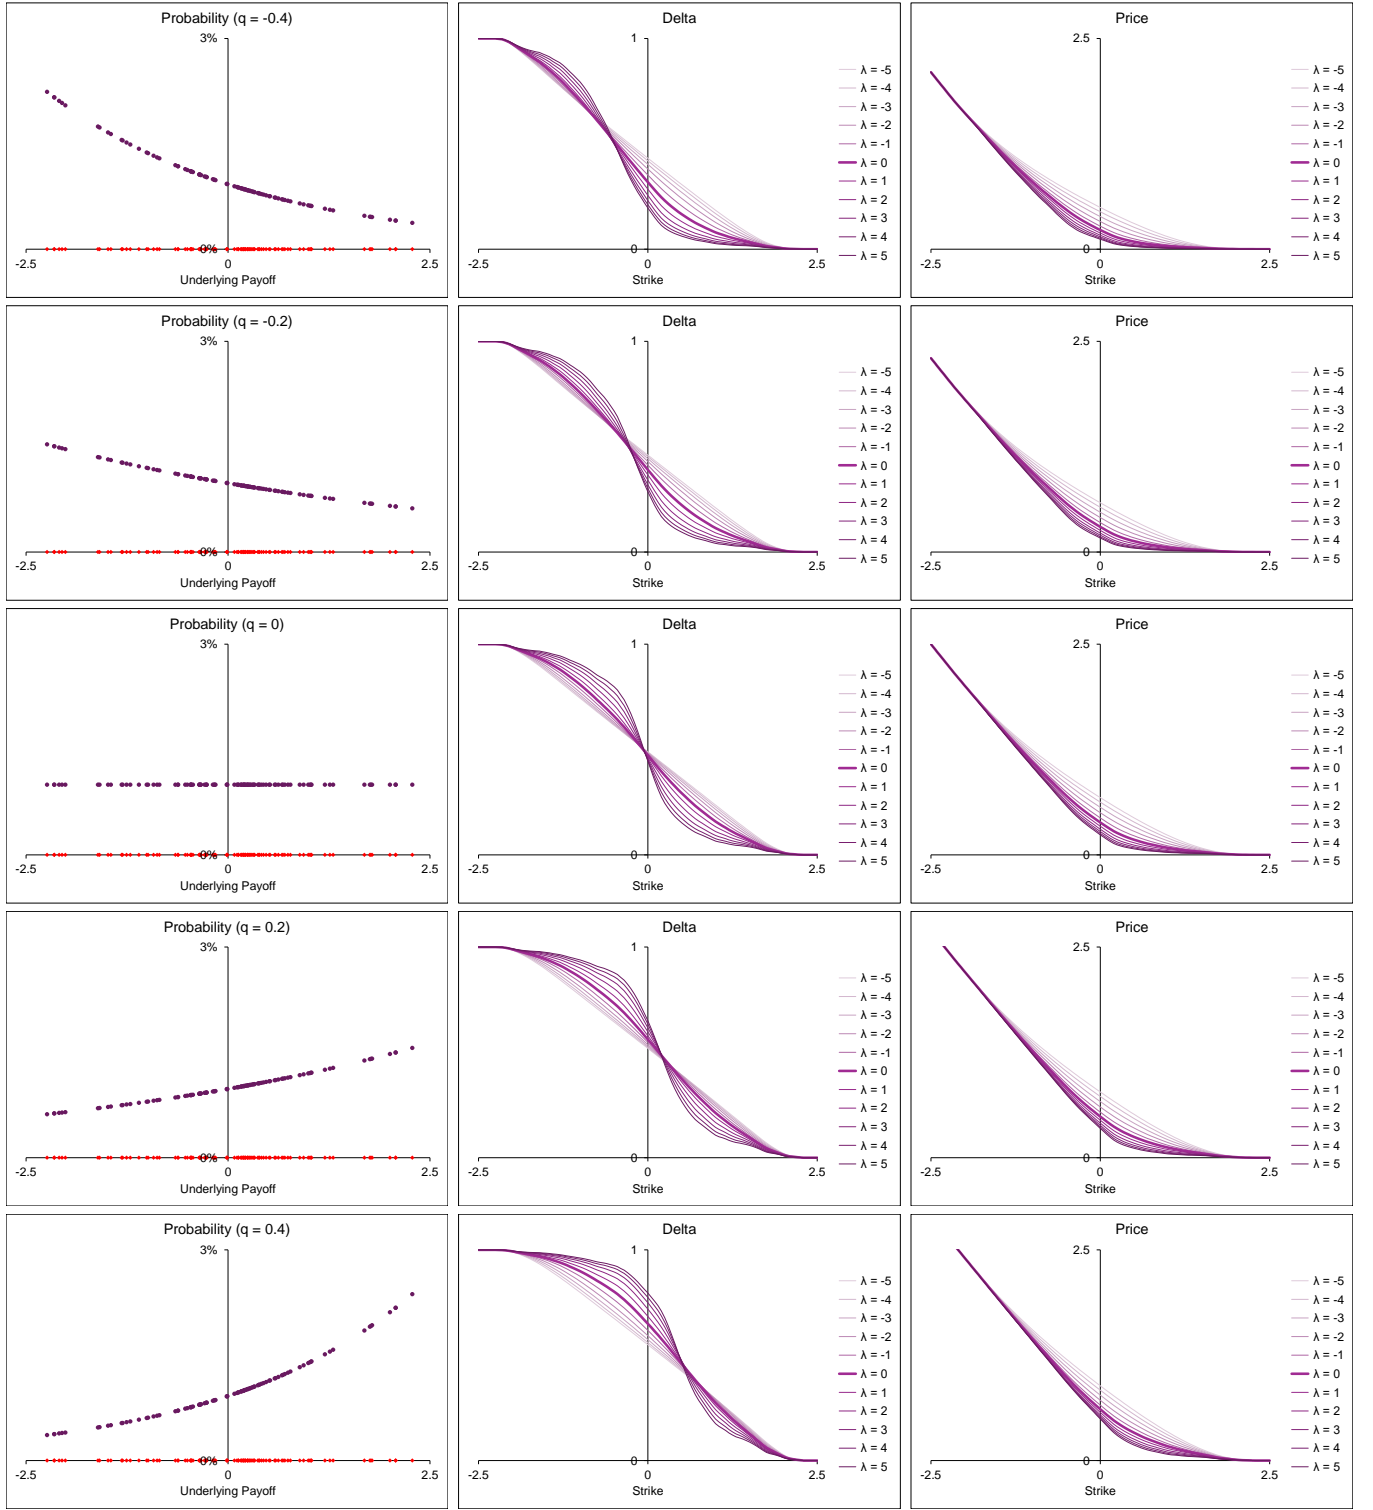 Probability (q = -0.4)
3%
0%
-2.5
0
2.5
Underlying Payoff
Delta
1
0
-2.5
0
2.5
Strike
λ = -5
λ = -4
λ = -3
λ = -2
λ = -1
λ = 0
λ = 1
λ = 2
λ = 3
λ = 4
λ = 5
Price
2.5
0
-2.5
0
2.5
Strike
λ = -5
λ = -4
λ = -3
λ = -2
λ = -1
λ = 0
λ = 1
λ = 2
λ = 3
λ = 4
λ = 5
Probability (q = -0.2)
3%
0%
-2.5
0
2.5
Underlying Payoff
Delta
1
0
-2.5
0
2.5
Strike
λ = -5
λ = -4
λ = -3
λ = -2
λ = -1
λ = 0
λ = 1
λ = 2
λ = 3
λ = 4
λ = 5
Price
2.5
0
-2.5
0
2.5
Strike
λ = -5
λ = -4
λ = -3
λ = -2
λ = -1
λ = 0
λ = 1
λ = 2
λ = 3
λ = 4
λ = 5
Probability (q = 0)
3%
0%
-2.5
0
2.5
Underlying Payoff
Delta
1
0
-2.5
0
2.5
Strike
λ = -5
λ = -4
λ = -3
λ = -2
λ = -1
λ = 0
λ = 1
λ = 2
λ = 3
λ = 4
λ = 5
Price
2.5
0
-2.5
0
2.5
Strike
λ = -5
λ = -4
λ = -3
λ = -2
λ = -1
λ = 0
λ = 1
λ = 2
λ = 3
λ = 4
λ = 5
Probability (q = 0.2)
3%
0%
-2.5
0
2.5
Underlying Payoff
Delta
1
0
-2.5
0
2.5
Strike
λ = -5
λ = -4
λ = -3
λ = -2
λ = -1
λ = 0
λ = 1
λ = 2
λ = 3
λ = 4
λ = 5
Price
2.5
0
-2.5
0
2.5
Strike
λ = -5
λ = -4
λ = -3
λ = -2
λ = -1
λ = 0
λ = 1
λ = 2
λ = 3
λ = 4
λ = 5
Probability (q = 0.4)
3%
0%
-2.5
0
2.5
Underlying Payoff
Delta
1
0
-2.5
0
2.5
Strike
λ = -5
λ = -4
λ = -3
λ = -2
λ = -1
λ = 0
λ = 1
λ = 2
λ = 3
λ = 4
λ = 5
Price
2.5
0
-2.5
0
2.5
Strike
λ = -5
λ = -4
λ = -3
λ = -2
λ = -1
λ = 0
λ = 1
λ = 2
λ = 3
λ = 4
λ = 5